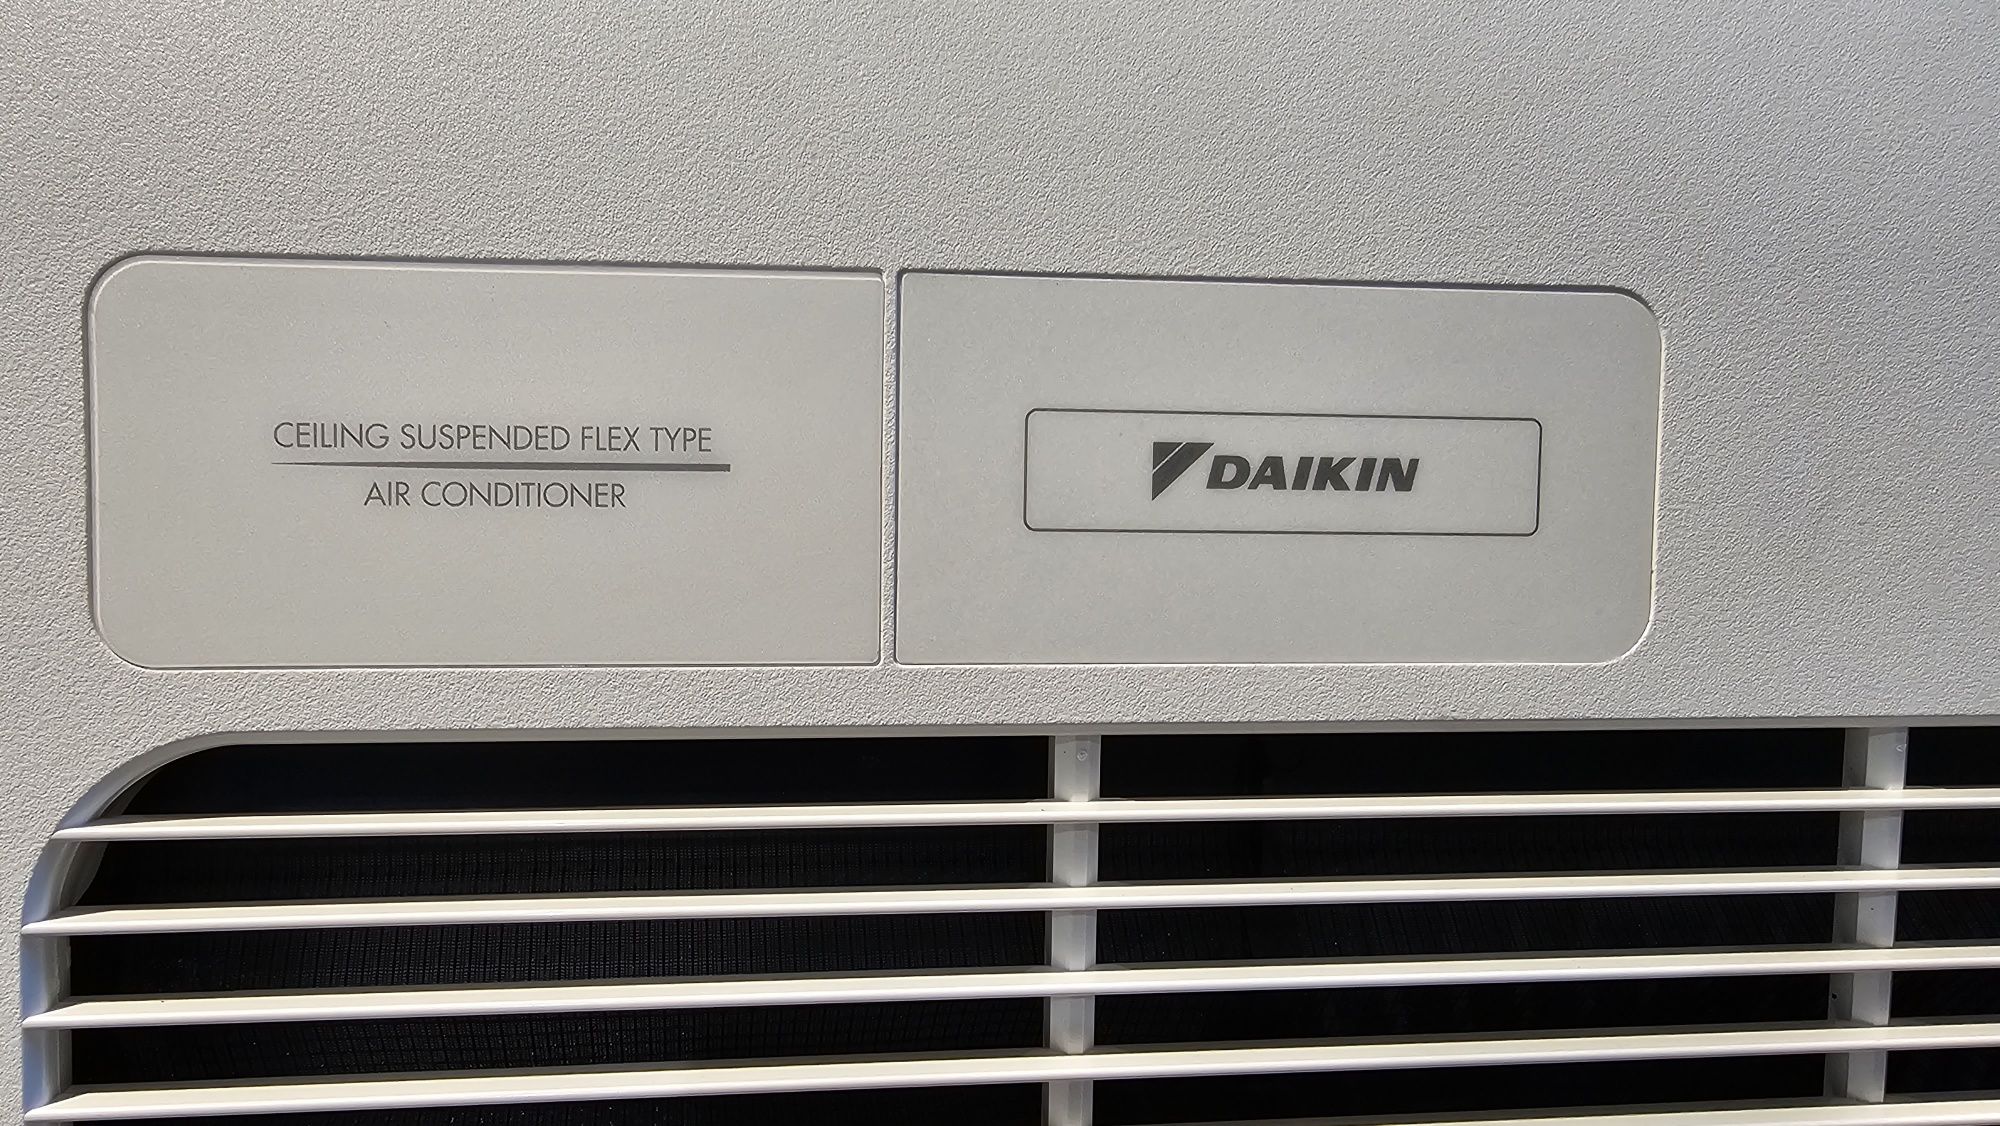 CEILING SUSPENDED FLEX TYPE
AIR CONDITIONER
DAIKIN